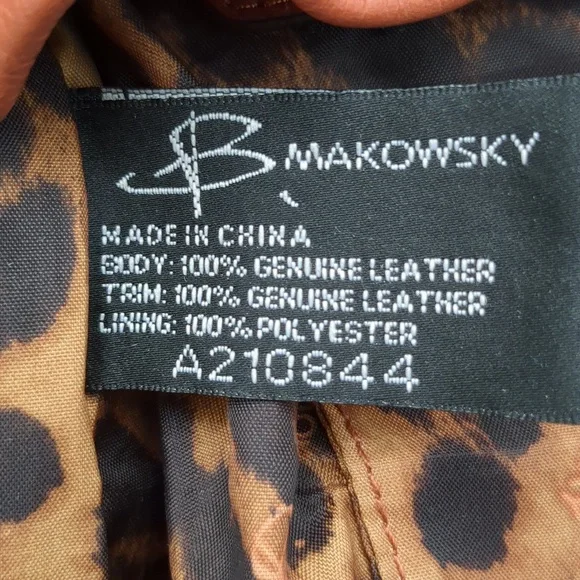 B. MAKOWSKY
MADE IN CHINA
BODY: 100% GENUINE LEATHER
TRIM: 100% GENUINE LEATHER
LINING: 100% POLYESTER
A210844